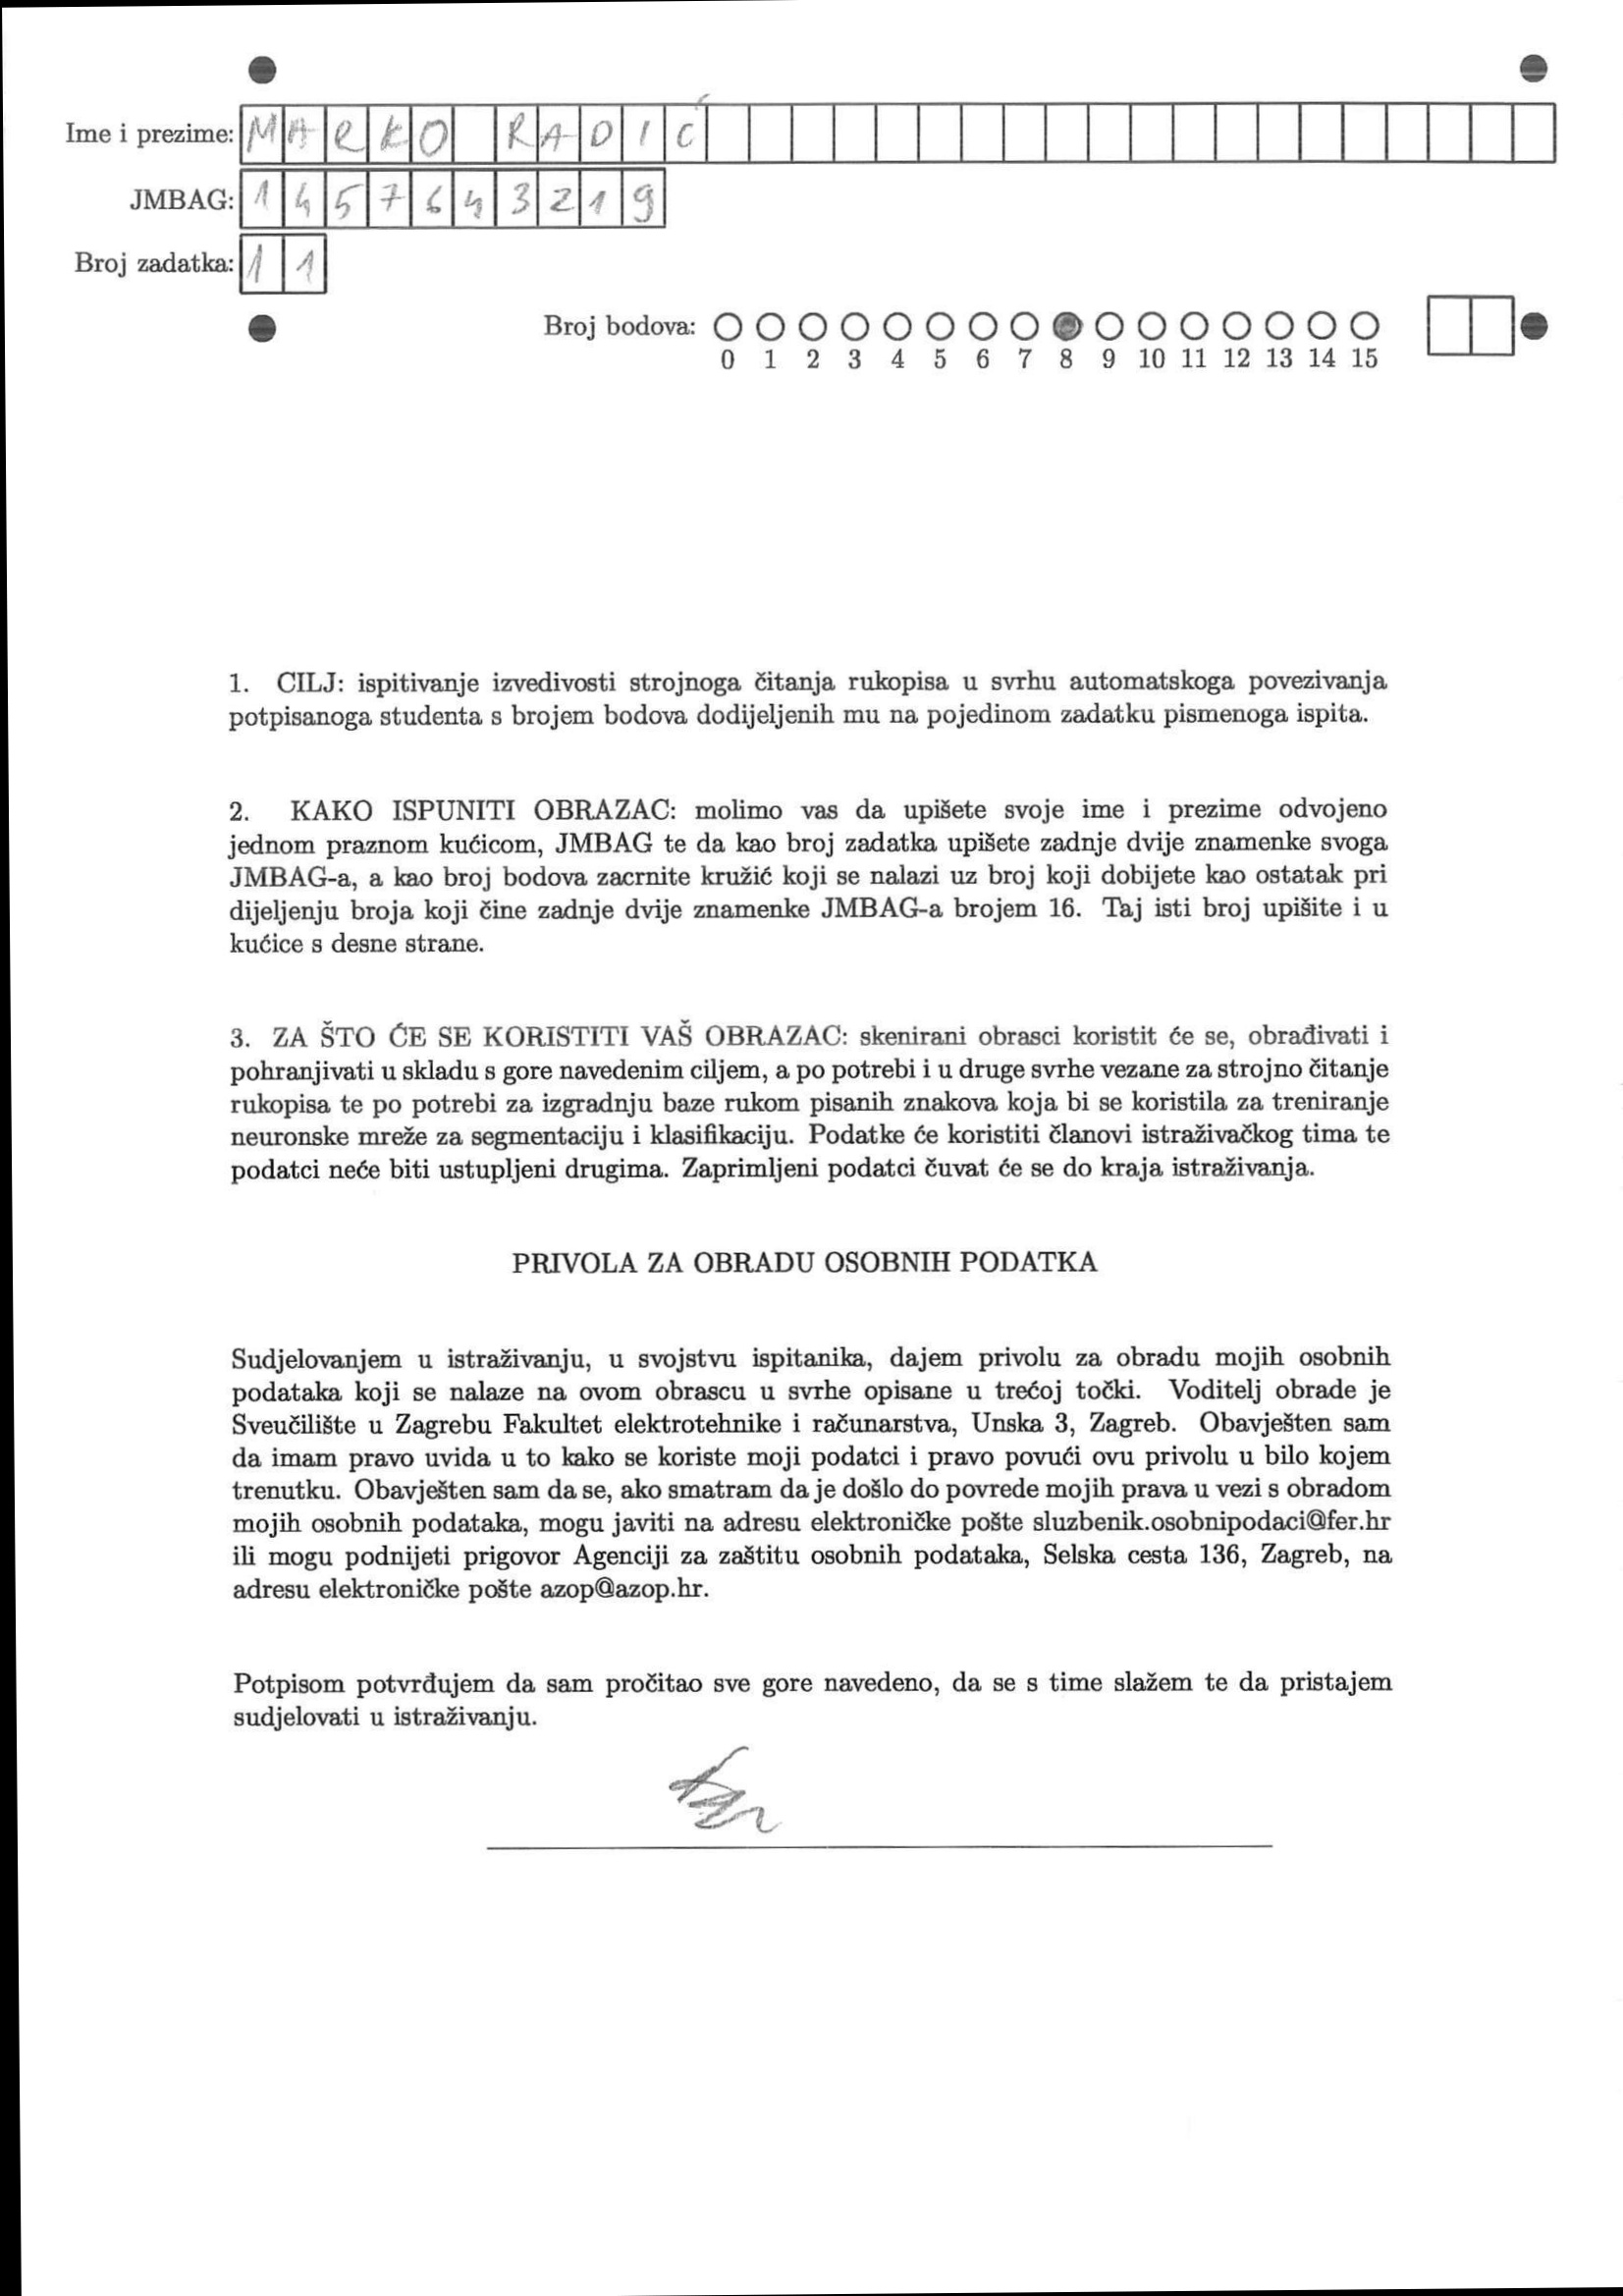 Ime i prezime: MARKO RADIĆ
JMBAG: 1457643219
Broj zadatka: 11
Broj bodova:
0 1 2 3 4 5 6 7 8 9 10 11 12 13 14 15
1. CILJ: ispitivanje izvedivosti strojnoga čitanja rukopisa u svrhu automatskoga povezivanja
potpisanoga studenta s brojem bodova dodijeljenih mu na pojedinom zadatku pismenoga ispita.
2. KAKO ISPUNITI OBRAZAC: molimo vas da upišete svoje ime i prezime odvojeno
jednom praznom kućicom, JMBAG te da kao broj zadatka upišete zadnje dvije znamenke svoga
JMBAG-a, a kao broj bodova zacrnite kružić koji se nalazi uz broj koji dobijete kao ostatak pri
dijeljenju broja koji čine zadnje dvije znamenke JMBAG-a brojem 16. Taj isti broj upišite i u
kućice s desne strane.
3. ZA ŠTO ĆE SE KORISTITI VAŠ OBRAZAC: skenirani obrasci koristit će se, obrađivati i
pohranjivati u skladu s gore navedenim ciljem, a po potrebi i u druge svrhe vezane za strojno čitanje
rukopisa te po potrebi za izgradnju baze rukom pisanih znakova koja bi se koristila za treniranje
neuronske mreže za segmentaciju i klasifikaciju. Podatke će koristiti članovi istraživačkog tima te
podatci neće biti ustupljeni drugima. Zaprimljeni podatci čuvat će se do kraja istraživanja.
PRIVOLA ZA OBRADU OSOBNIH PODATKA
Sudjelovanjem u istraživanju, u svojstvu ispitanika, dajem privolu za obradu mojih osobnih
podataka koji se nalaze na ovom obrascu u svrhe opisane u trećoj točki. Voditelj obrade je
Sveučilište u Zagrebu Fakultet elektrotehnike i računarstva, Unska 3, Zagreb. Obavješten sam
da imam pravo uvida u to kako se koriste moji podatci i pravo povući ovu privolu u bilo kojem
trenutku. Obavješten sam da se, ako smatram da je došlo do povrede mojih prava u vezi s obradom
mojih osobnih podataka, mogu javiti na adresu elektroničke pošte sluzbenik.osobnipodaci@fer.hr
ili mogu podnijeti prigovor Agenciji za zaštitu osobnih podataka, Selska cesta 136, Zagreb, na
adresu elektroničke pošte azop@azop.hr.
Potpisom potvrđujem da sam pročitao sve gore navedeno, da se s time slažem te da pristajem
sudjelovati u istraživanju.